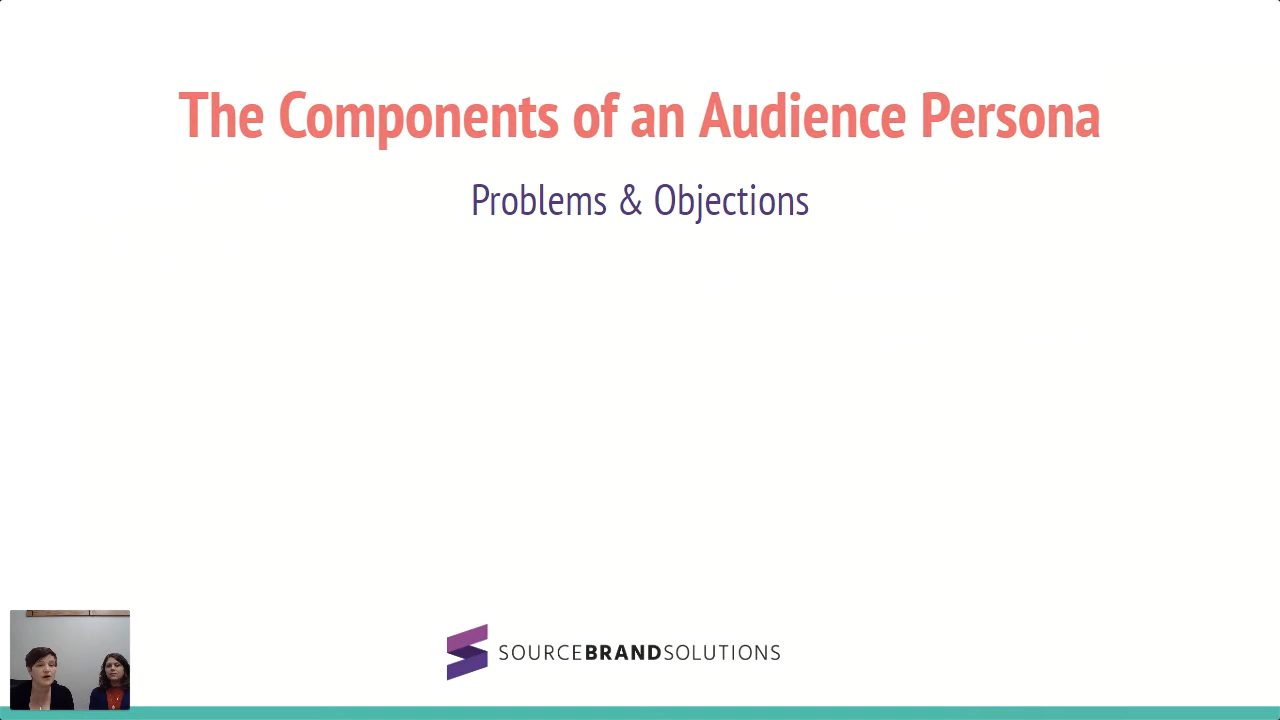 The Components of an Audience Persona
Problems & Objections
SOURCEBRANDSOLUTIONS